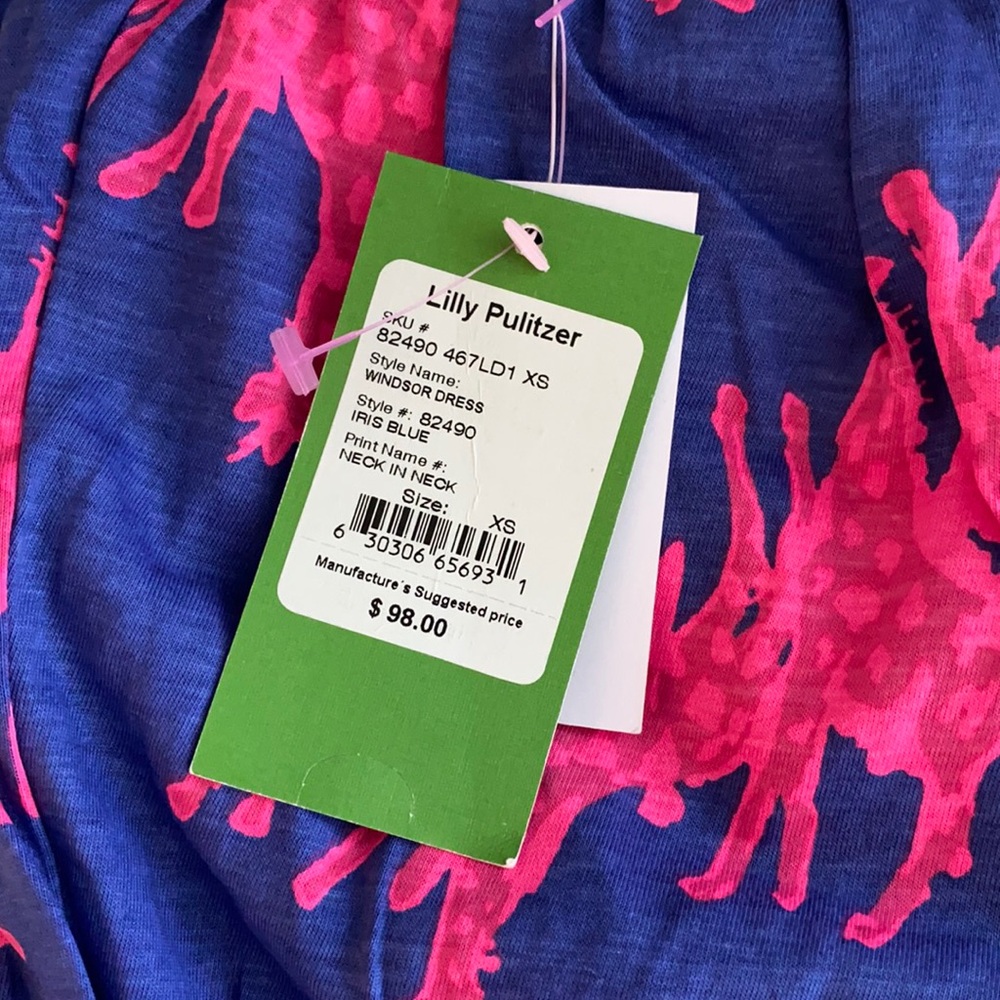 Lilly Pulitzer
SKU #
82490 467LD1 XS
Style Name:
WINDSOR DRESS
Style #: 82490
IRIS BLUE
Print Name #:
NECK IN NECK
Size: XS
6 30306 65693 1
Manufacture's Suggested price
$ 98.00